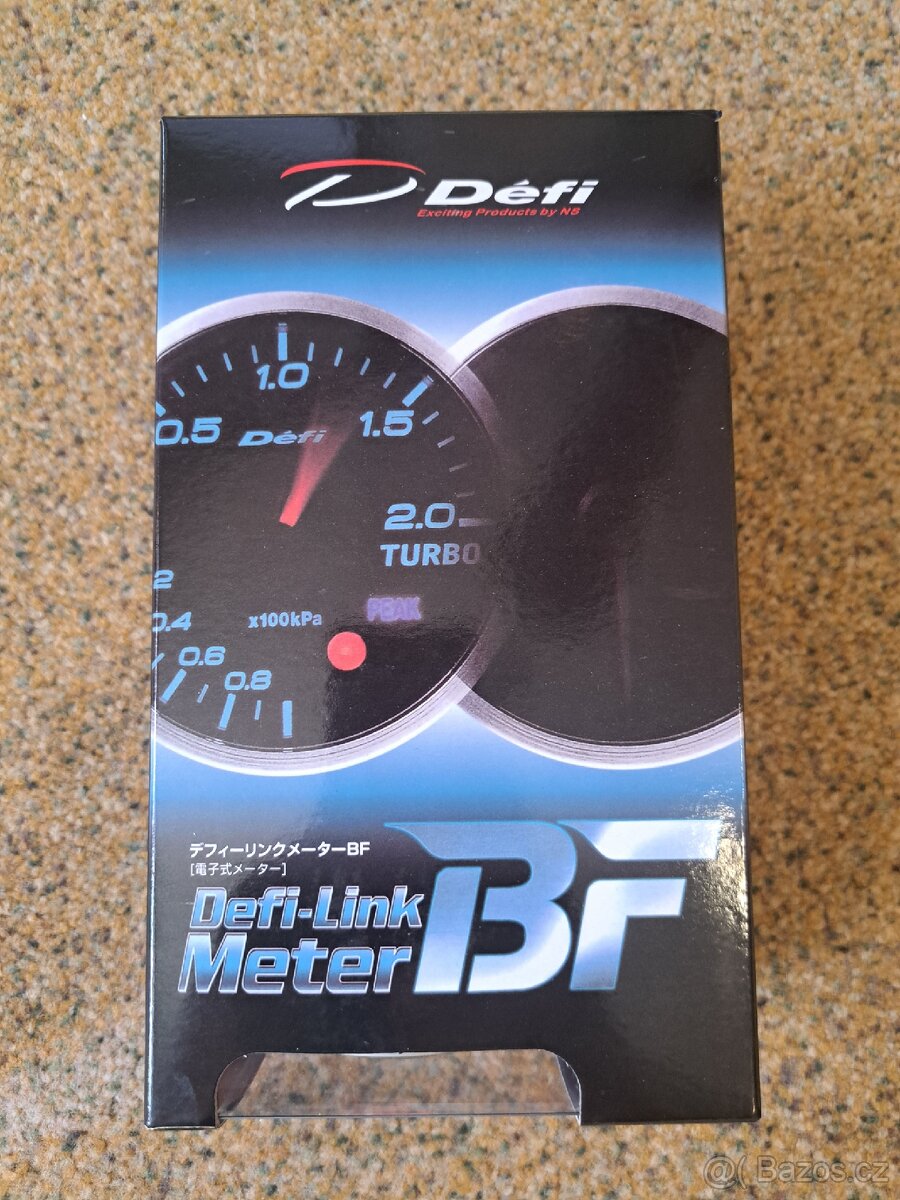 Défi
Exciting Products by NS
1.0
0.5
Défi
1.5
2.0
TURBO
2
0.4
x100kPa
PEAK
0.6
0.8
デフィーリンクメーターBF
[電子式メーター]
Defi-Link
Meter
BF
@( Bazos.cz